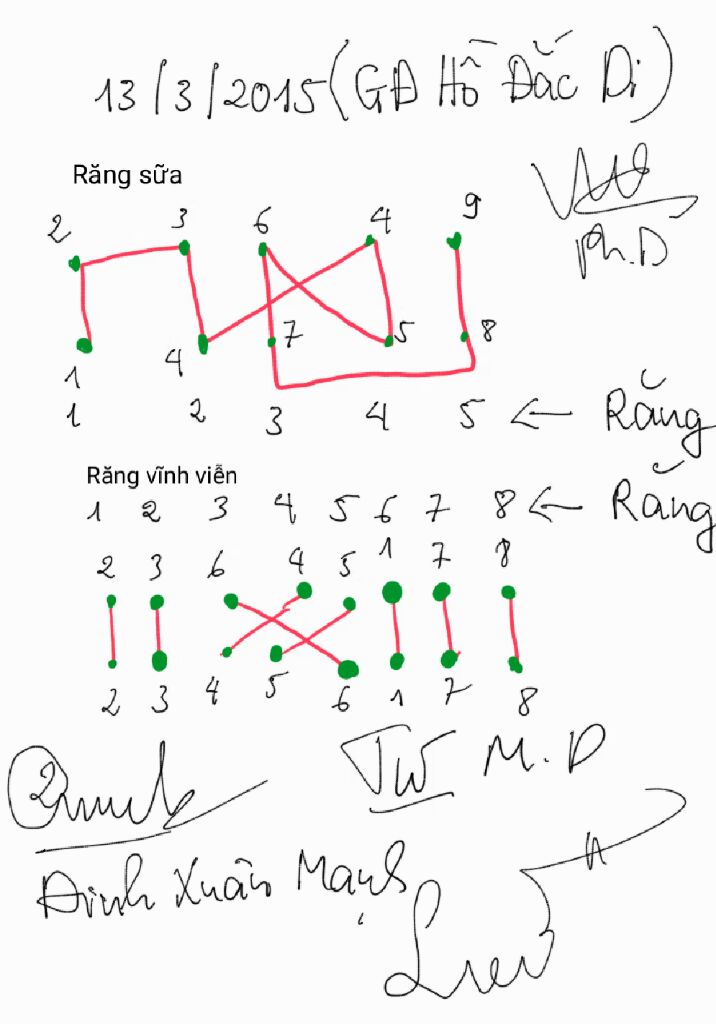 13/3/2015 (GĐ Hồ Đắc Di)
Răng sữa
Ph.D
2 3 6 4 9
1 4 7 5 8
1 2 3 4 5 ← Răng
Răng vĩnh viễn
1 2 3 4 5 6 7 8 ← Răng
2 3 6 4 5 1 7 8
2 3 4 5 6 1 7 8
M.D
Đinh Xuân Mạnh